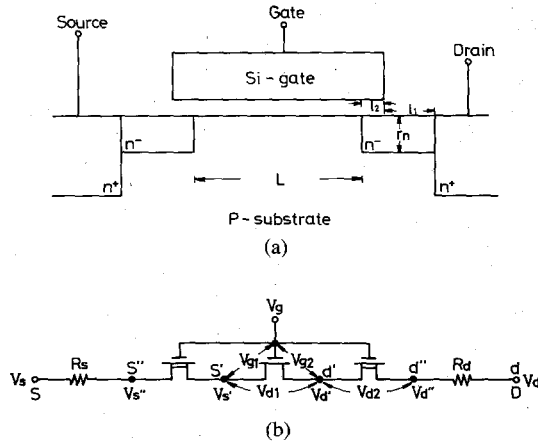 Gate
Source
Drain
Si-gate
l₂ l₁
n⁻ n⁻ rₙ
L
n⁺ n⁺
P-substrate
(a)
Vg
Rs S'' Vg1 S' Vg2 d' d'' Rd d
Vs S Vs'' Vs' Vd1 Vd' Vd2 Vd'' D Vd
(b)